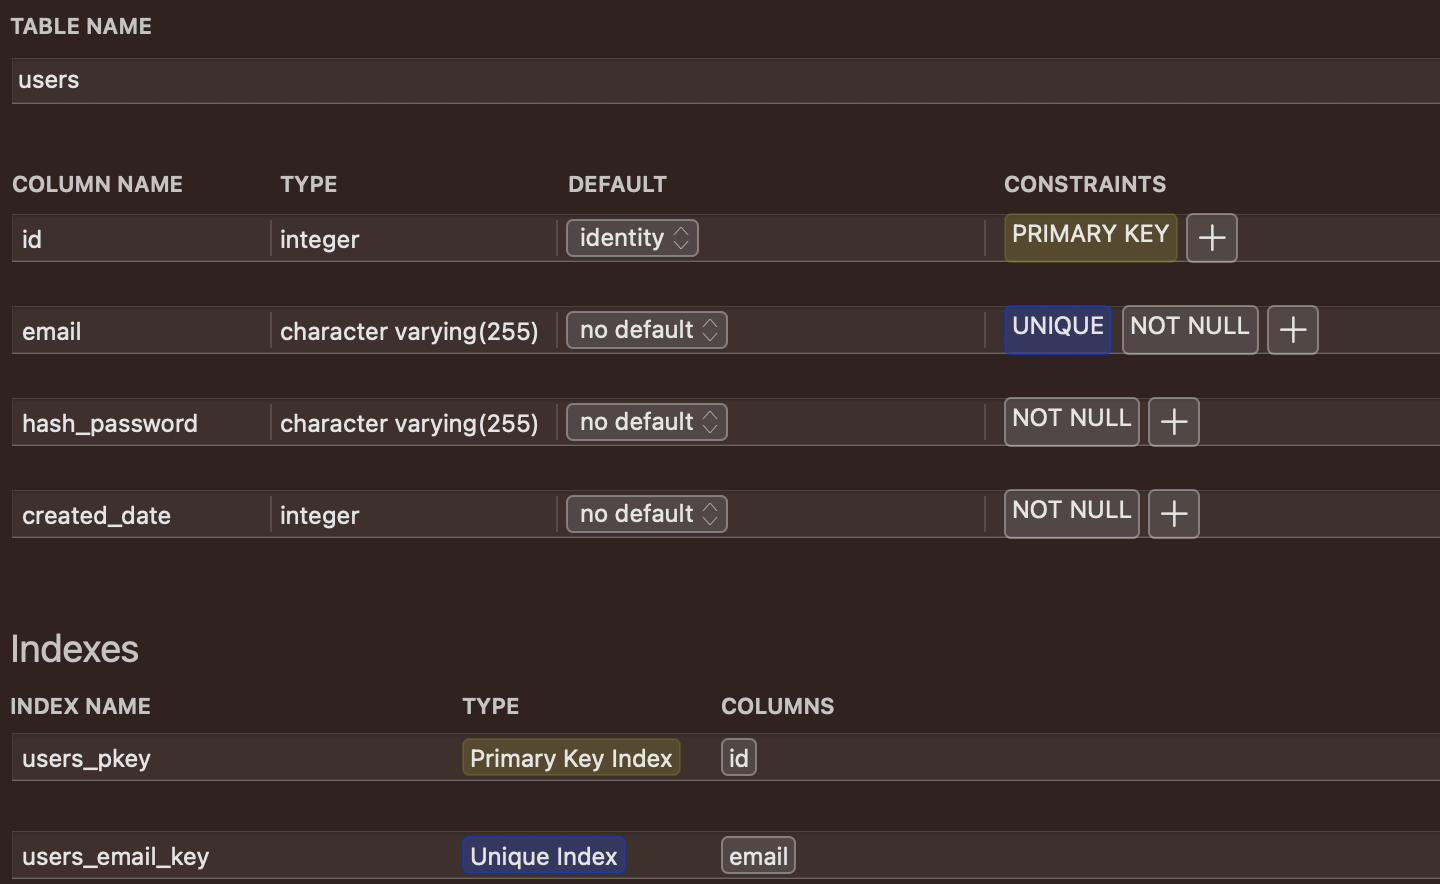 TABLE NAME
users
COLUMN NAME TYPE DEFAULT CONSTRAINTS
id integer identity PRIMARY KEY +
email character varying(255) no default UNIQUE NOT NULL +
hash_password character varying(255) no default NOT NULL +
created_date integer no default NOT NULL +
Indexes
INDEX NAME TYPE COLUMNS
users_pkey Primary Key Index id
users_email_key Unique Index email